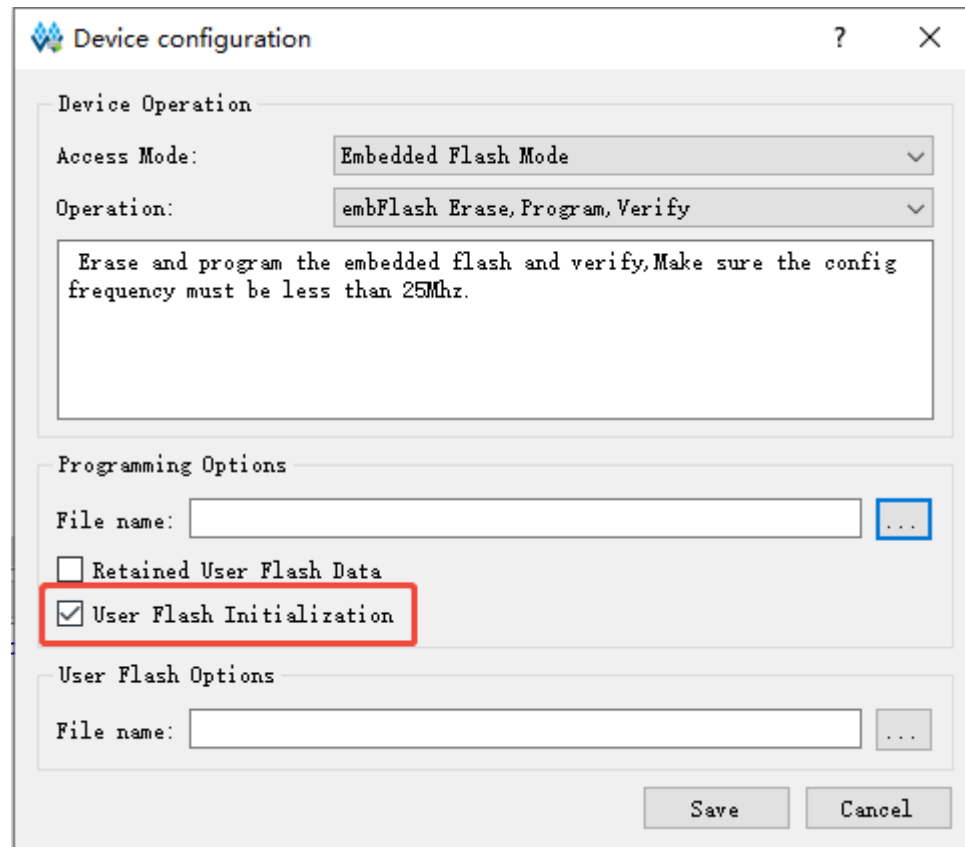 Device configuration
Device Operation
Access Mode: Embedded Flash Mode
Operation: embFlash Erase,Program,Verify
Erase and program the embedded flash and verify,Make sure the config
frequency must be less than 25Mhz.
Programming Options
File name: ...
Retained User Flash Data
User Flash Initialization
User Flash Options
File name: ...
Save Cancel